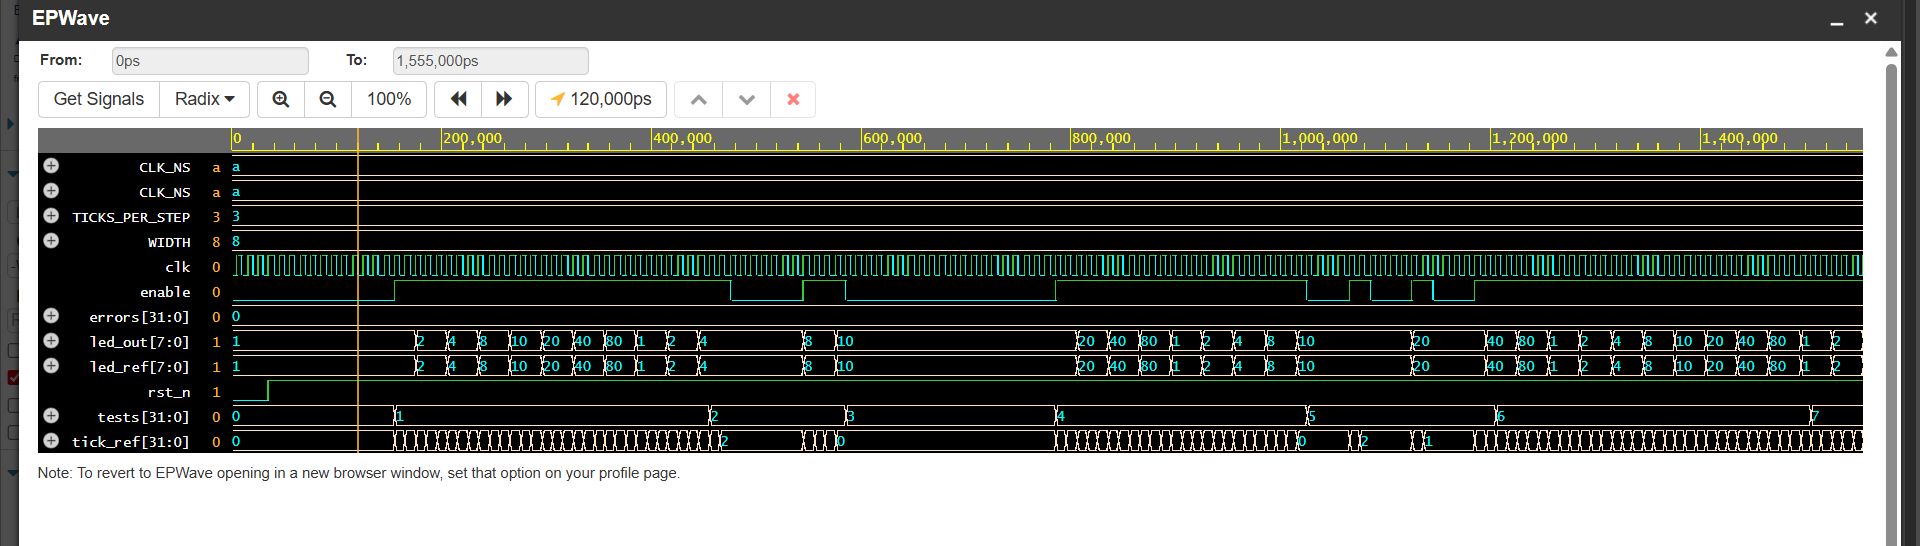 EPWave
From: 0ps To: 1,555,000ps
Get Signals Radix 100% 120,000ps
0 200,000 400,000 600,000 800,000 1,000,000 1,200,000 1,400,000
CLK_NS a a
CLK_NS a a
TICKS_PER_STEP 3 3
WIDTH 8 8
clk 0
enable 0
errors[31:0] 0 0
led_out[7:0] 1 1 2 4 8 10 20 40 80 1 2 4 8 10 20 40 80 1 2 4 8 10 20 40 80 1 2 4 8 10 20 40 80 1 2
led_ref[7:0] 1 1 2 4 8 10 20 40 80 1 2 4 8 10 20 40 80 1 2 4 8 10 20 40 80 1 2 4 8 10 20 40 80 1 2
rst_n 1
tests[31:0] 0 0 1 2 3 4 5 6 7
tick_ref[31:0] 0 0 2 0 0 2 1
Note: To revert to EPWave opening in a new browser window, set that option on your profile page.